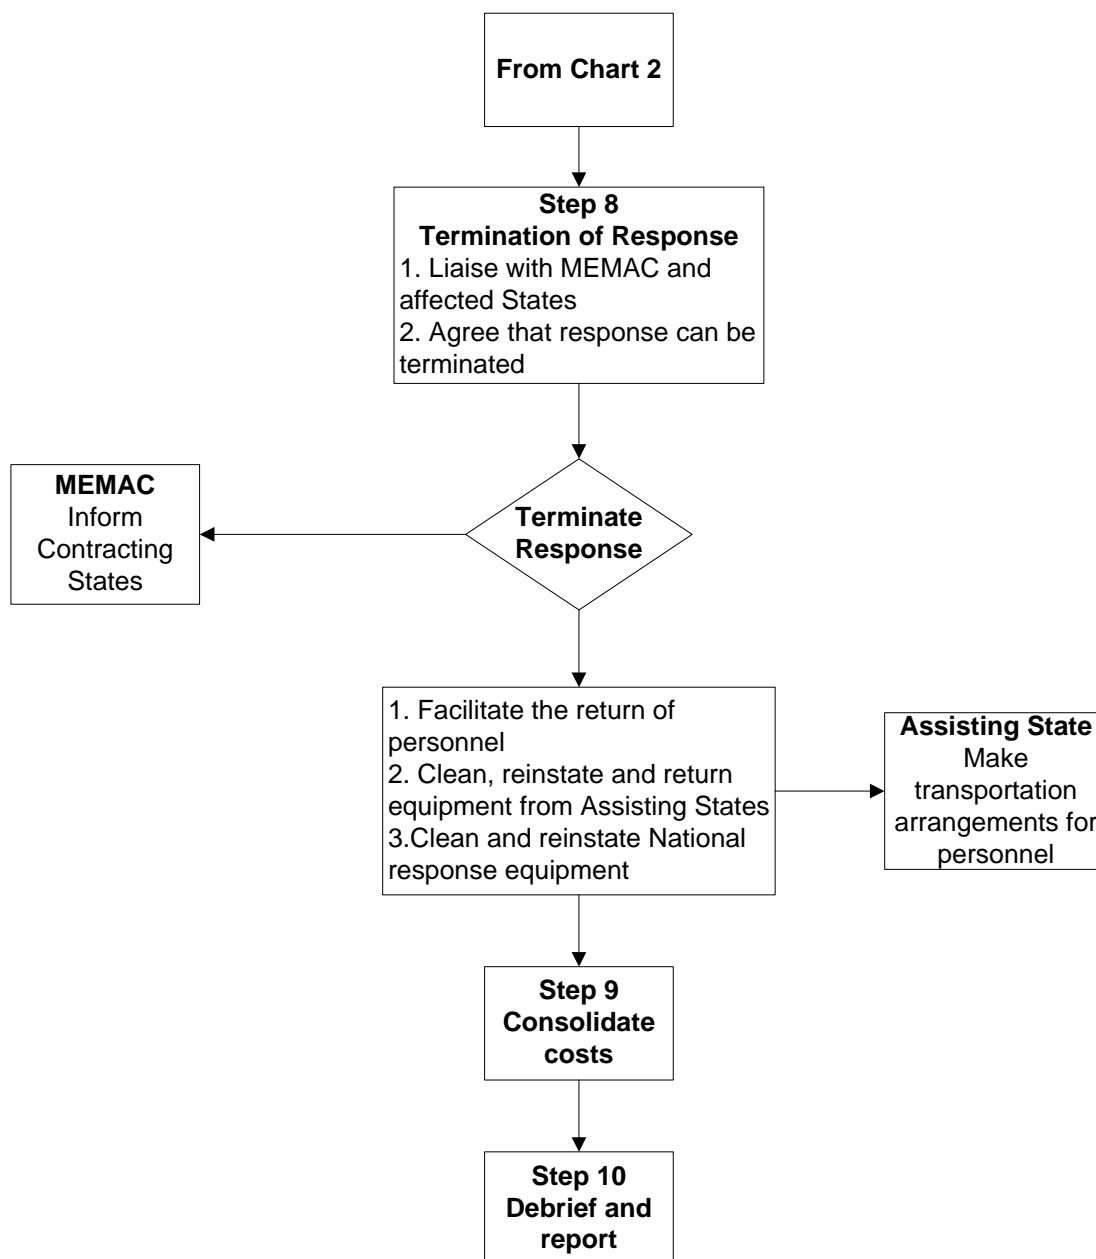 From Chart 2
Step 8
Termination of Response
1. Liaise with MEMAC and
affected States
2. Agree that response can be
terminated
MEMAC
Inform
Contracting
States
Terminate
Response
1. Facilitate the return of
personnel
2. Clean, reinstate and return
equipment from Assisting States
3.Clean and reinstate National
response equipment
Assisting State
Make
transportation
arrangements for
personnel
Step 9
Consolidate
costs
Step 10
Debrief and
report